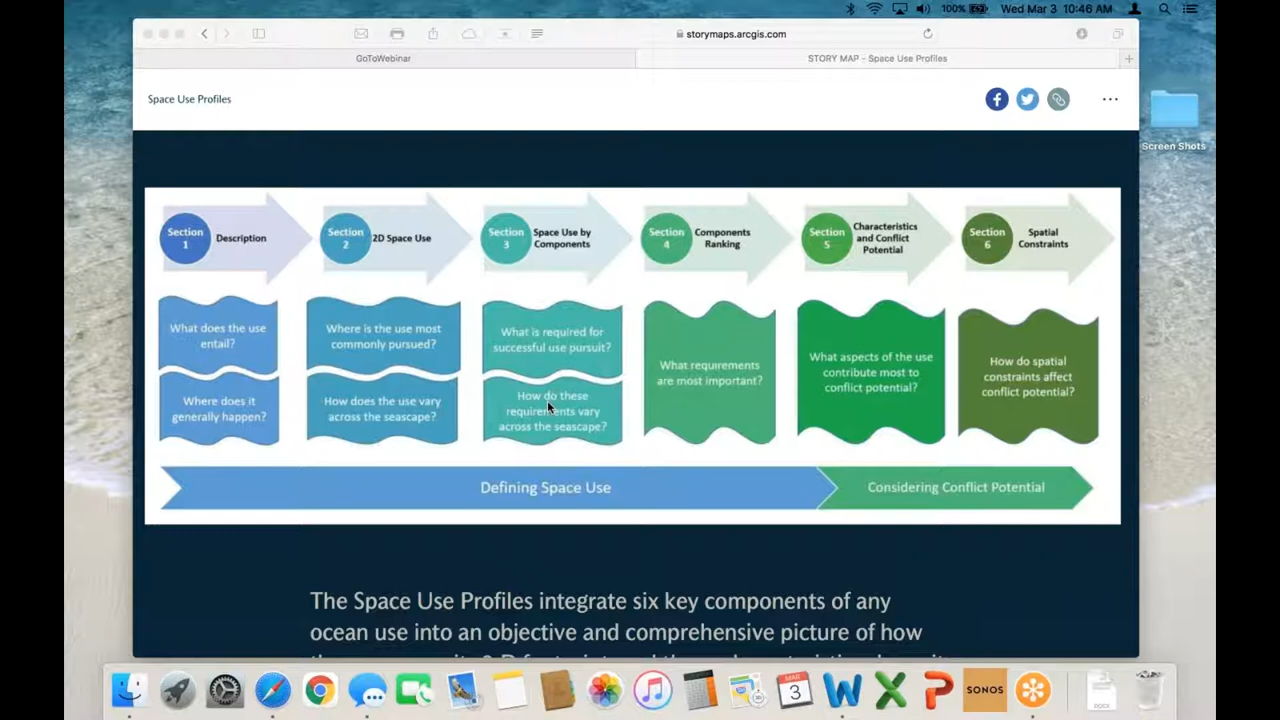 100%
Wed Mar 3 10:46 AM
storymaps.arcgis.com
GoToWebinar
STORY MAP - Space Use Profiles
Space Use Profiles
Screen Shots
Section
1
Description
Section
2
2D Space Use
Section
3
Space Use by
Components
Section
4
Components
Ranking
Section
5
Characteristics
and Conflict
Potential
Section
6
Spatial
Constraints
What does the use
entail?
Where does it
generally happen?
Where is the use most
commonly pursued?
How does the use vary
across the seascape?
What is required for
successful use pursuit?
How do these
requirements vary
across the seascape?
What requirements
are most important?
What aspects of the use
contribute most to
conflict potential?
How do spatial
constraints affect
conflict potential?
Defining Space Use
Considering Conflict Potential
The Space Use Profiles integrate six key components of any
ocean use into an objective and comprehensive picture of how
MAR
3
SONOS
DOCX